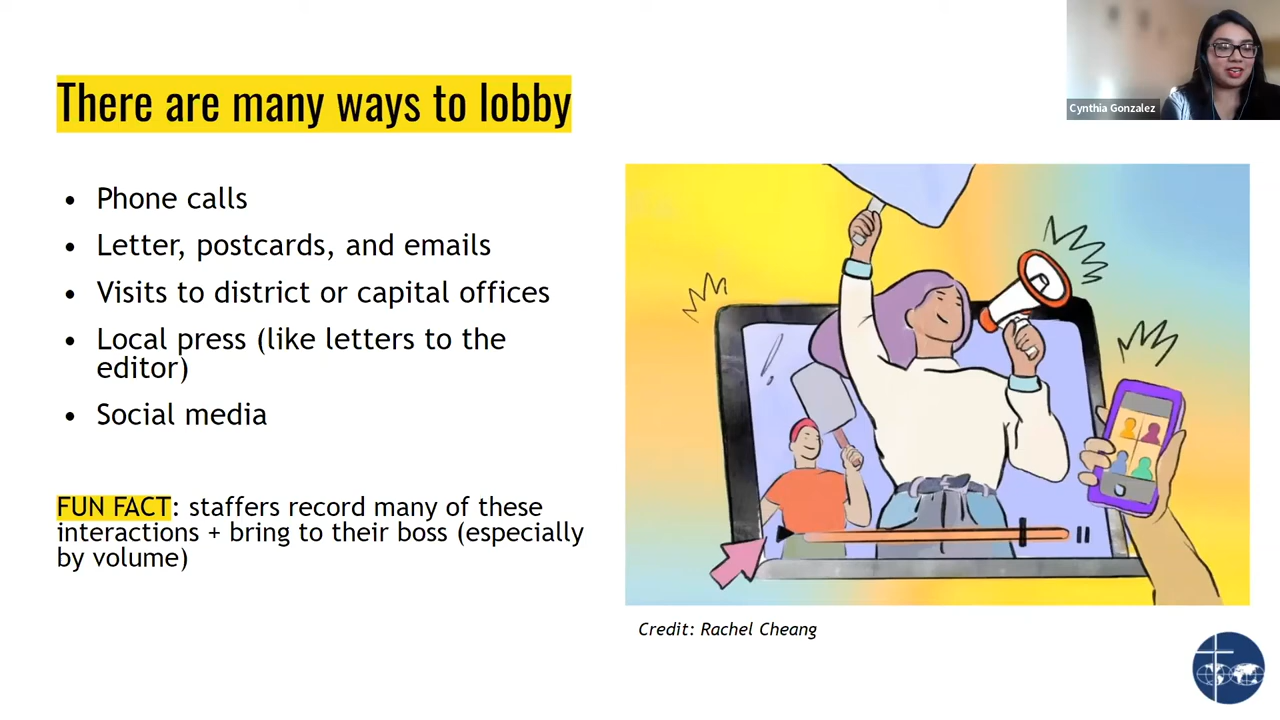 There are many ways to lobby
Cynthia Gonzalez
• Phone calls
• Letter, postcards, and emails
• Visits to district or capital offices
• Local press (like letters to the
editor)
• Social media
FUN FACT: staffers record many of these
interactions + bring to their boss (especially
by volume)
Credit: Rachel Cheang